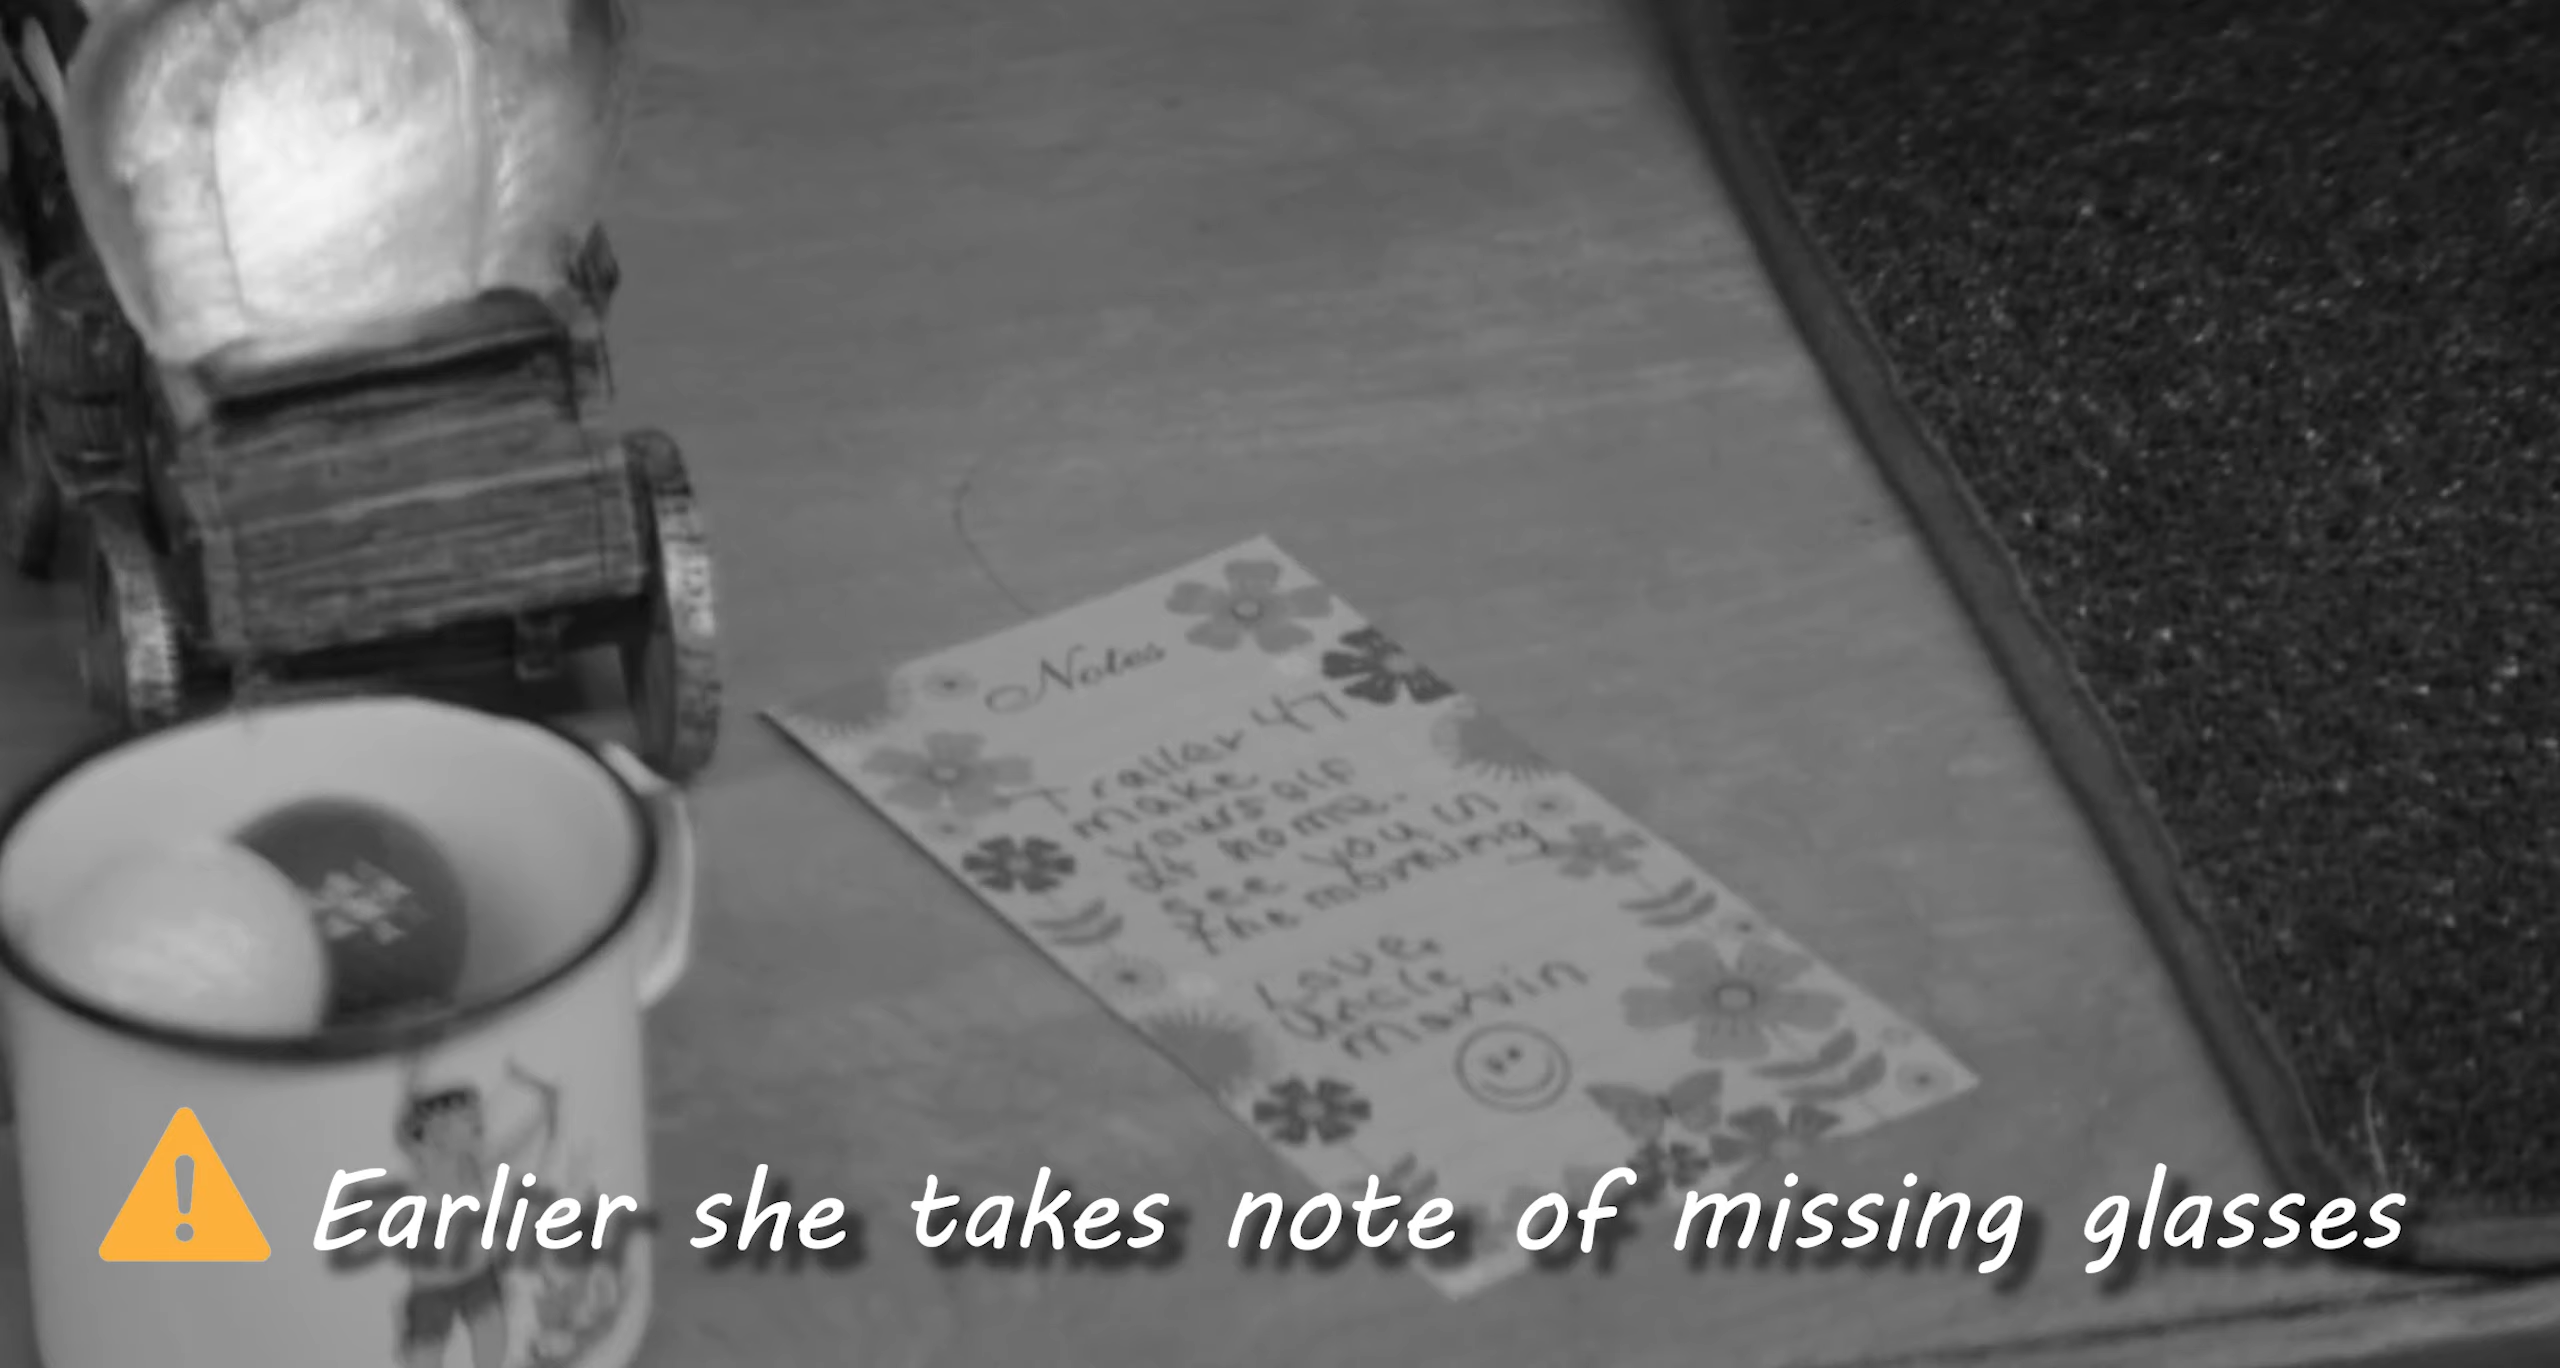 Notes
Trailer 47
make
yourself
at home.
see you in
the morning
Love,
Uncle
Marvin
Earlier she takes note of missing glasses